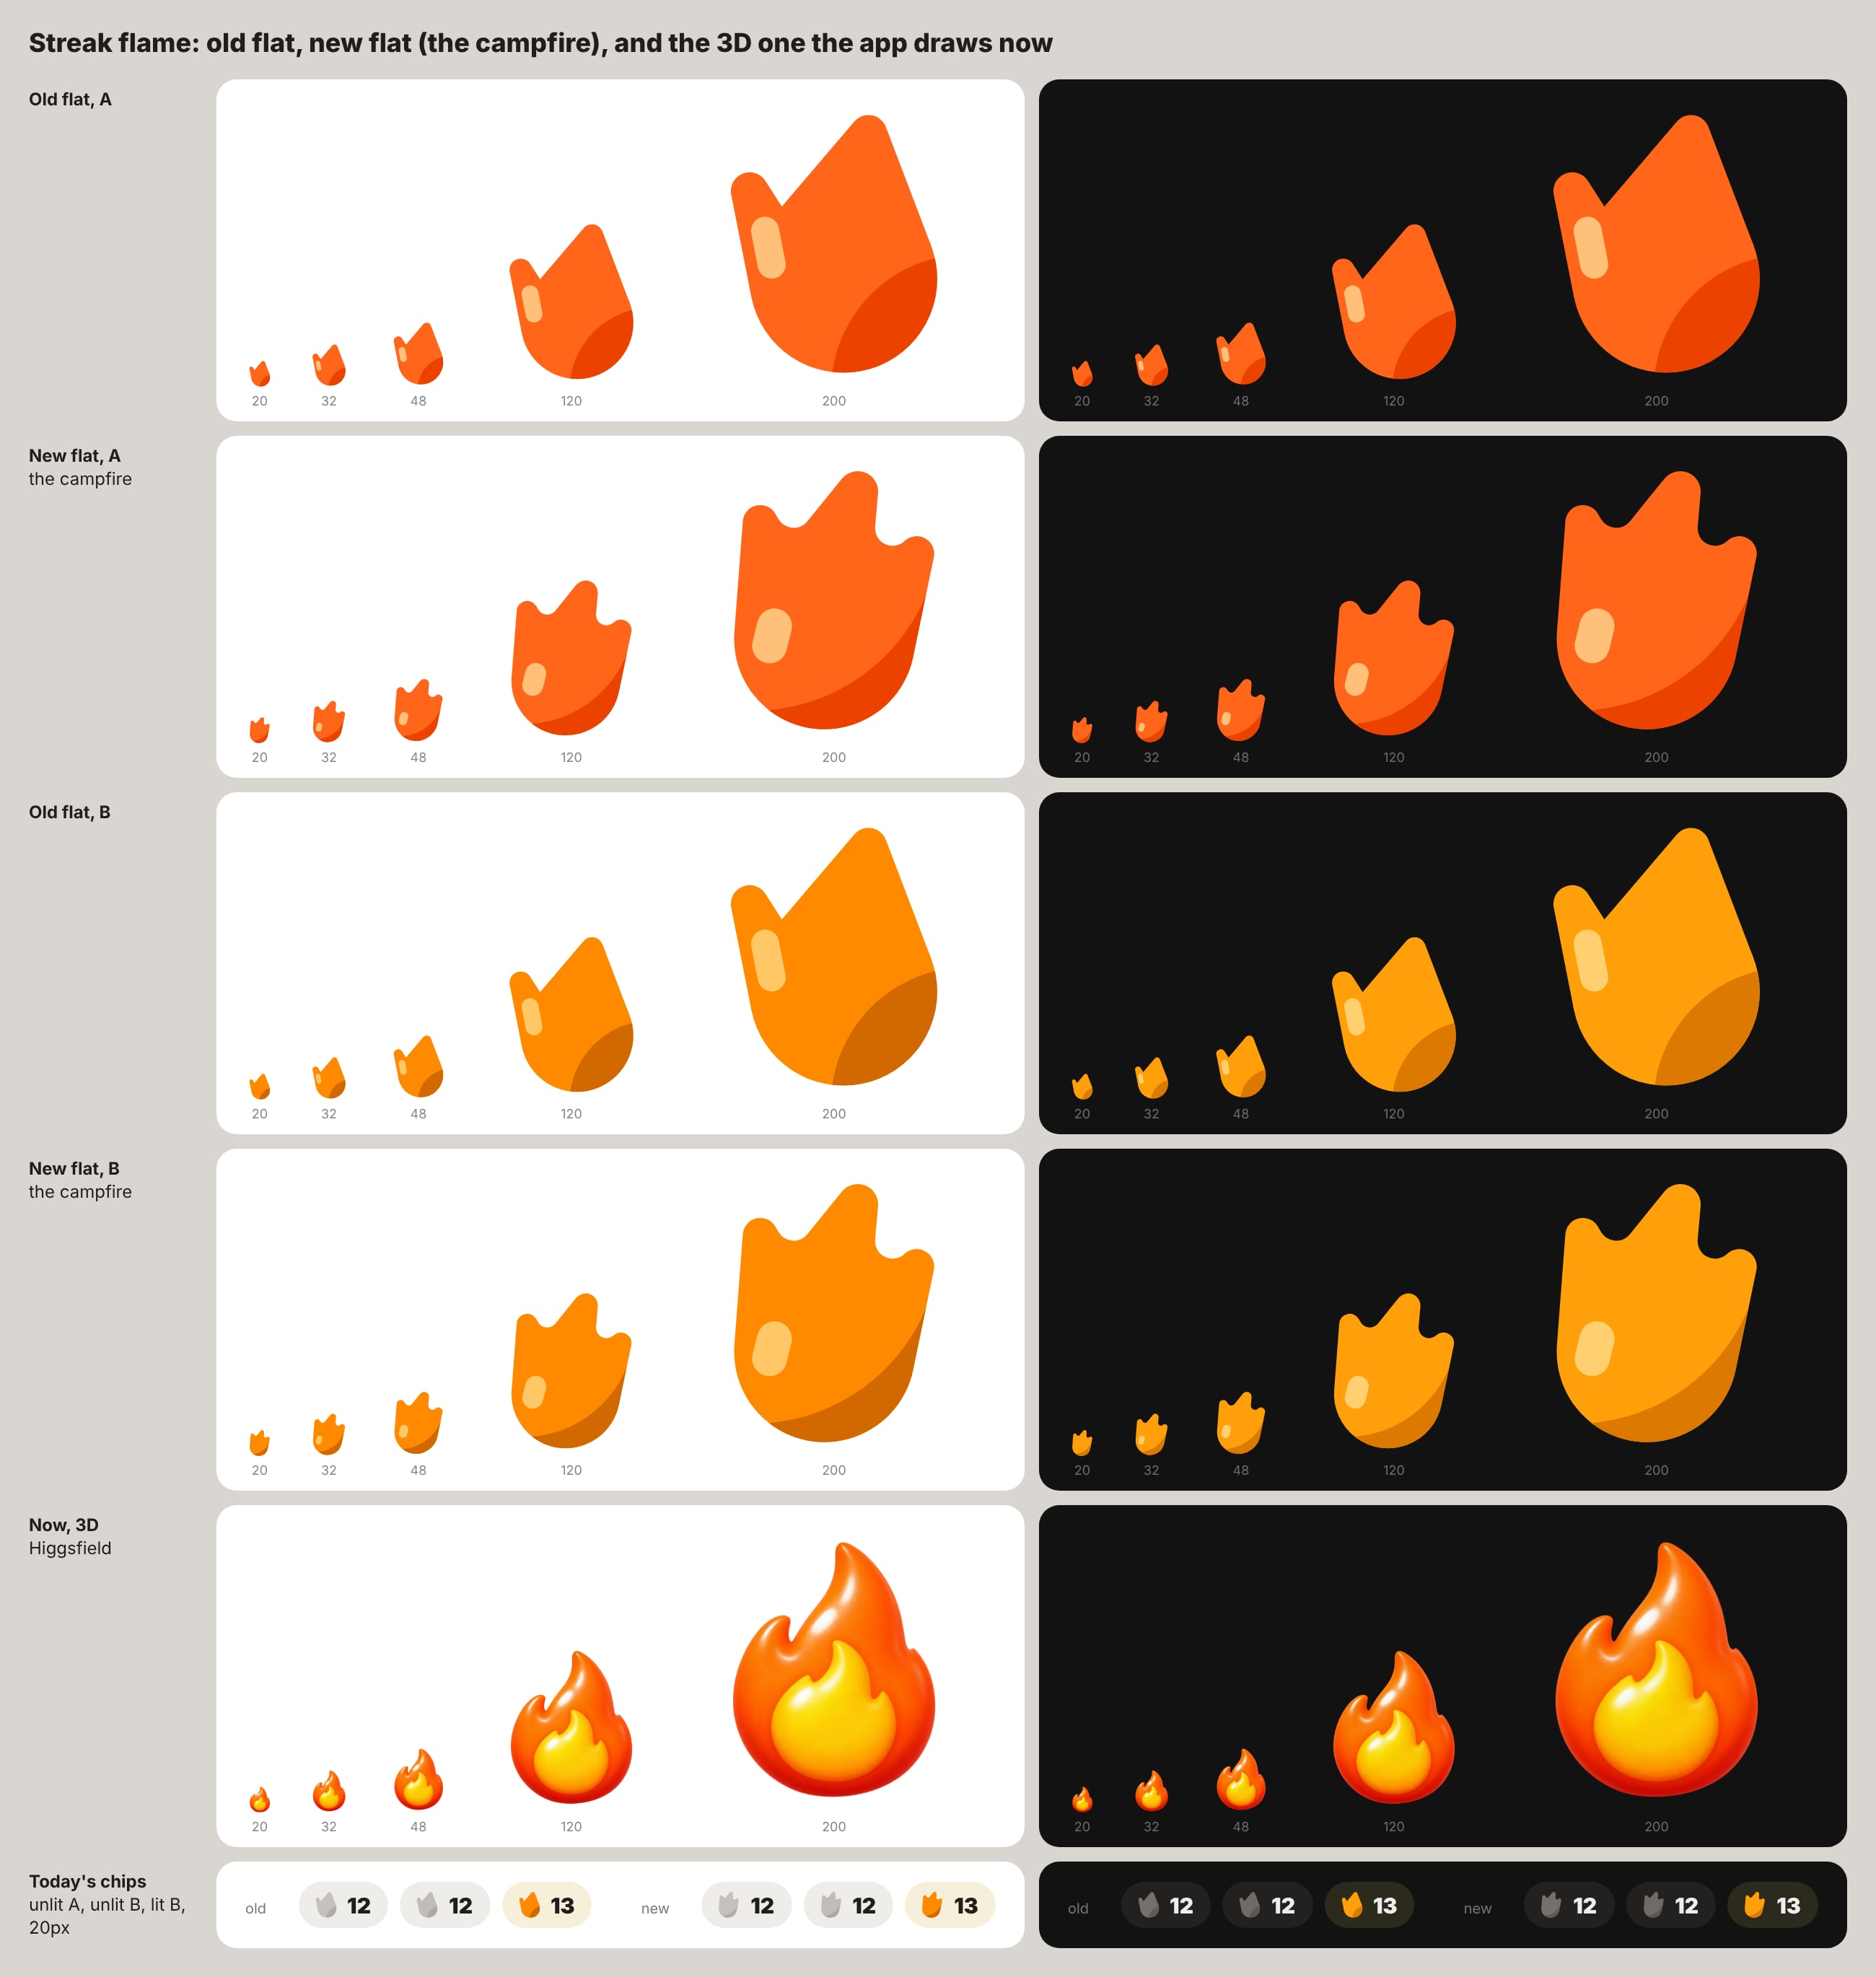 Streak flame: old flat, new flat (the campfire), and the 3D one the app draws now
Old flat, A
20 32 48 120 200
20 32 48 120 200
New flat, A
the campfire
20 32 48 120 200
20 32 48 120 200
Old flat, B
20 32 48 120 200
20 32 48 120 200
New flat, B
the campfire
20 32 48 120 200
20 32 48 120 200
Now, 3D
Higgsfield
20 32 48 120 200
20 32 48 120 200
Today's chips
unlit A, unlit B, lit B,
20px
old 12 12 13 new 12 12 13
old 12 12 13 new 12 12 13